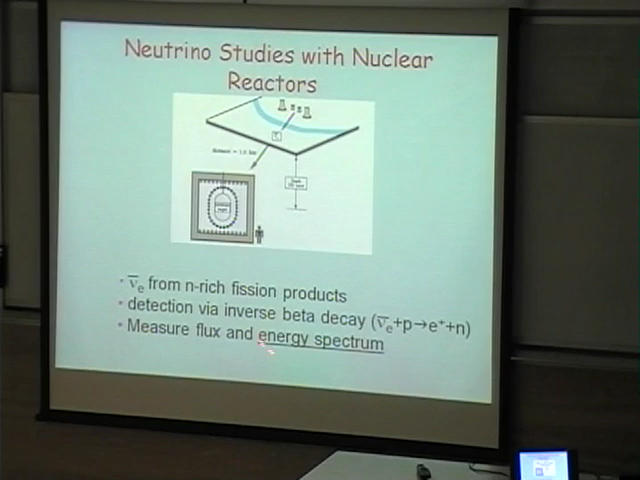 Neutrino Studies with Nuclear
Reactors
• ν̅e from n-rich fission products
• detection via inverse beta decay (ν̅e+p→e⁺+n)
• Measure flux and energy spectrum